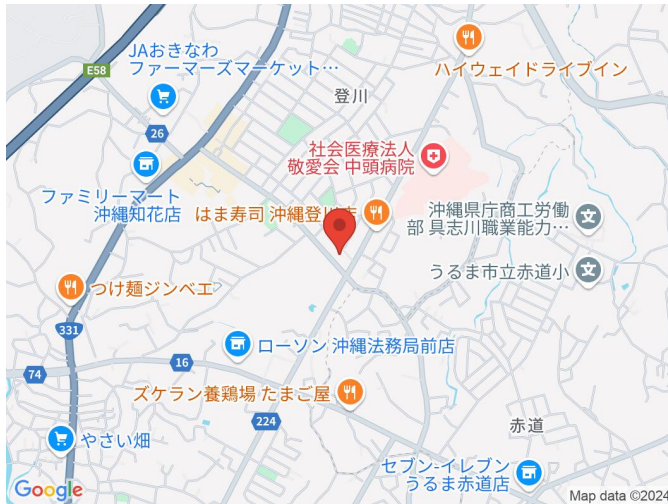 JAおきなわ
ファーマーズマーケット…
E58
登川
ハイウェイドライブイン
26
社会医療法人
敬愛会 中頭病院
ファミリーマート
沖縄知花店
はま寿司 沖縄登川店
沖縄県庁商工労働
部 具志川職業能力…
うるま市立赤道小
つけ麺ジンベエ
331
ローソン 沖縄法務局前店
16
74
ズケラン養鶏場 たまご屋
224
赤道
やさい畑
セブン-イレブン
うるま赤道店
Google
Map data ©2024